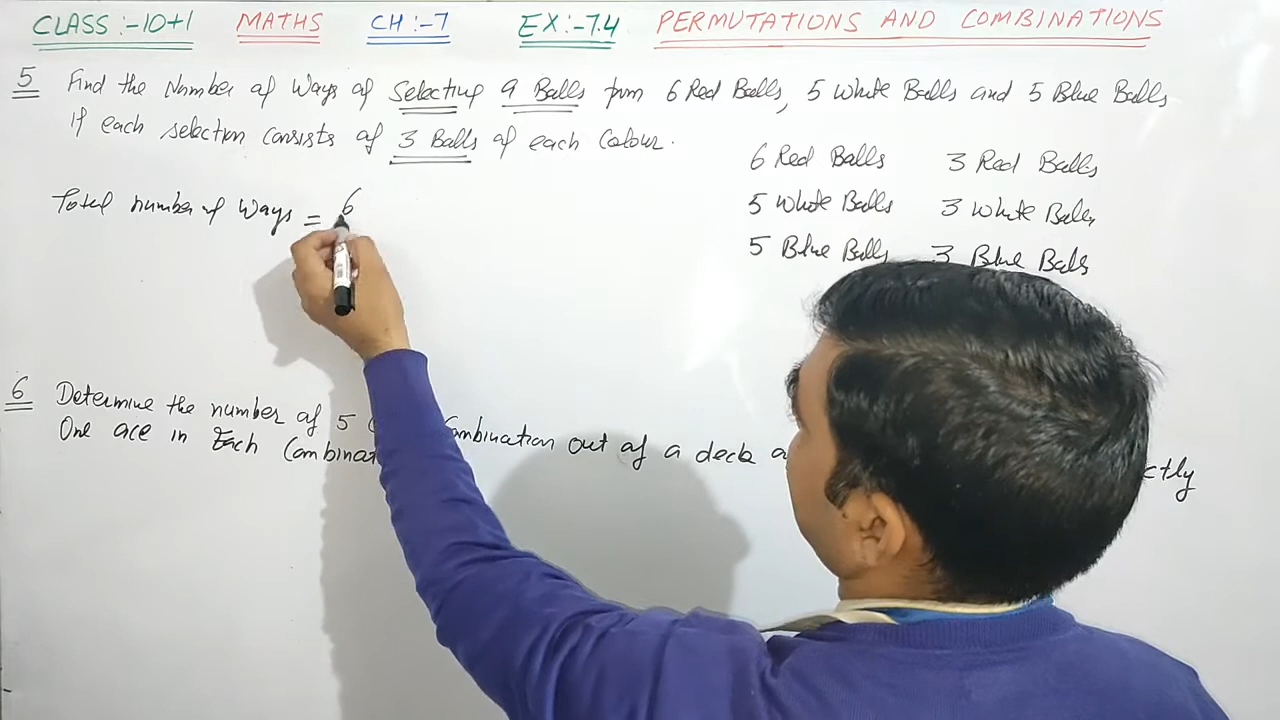 CLASS:-10+1 MATHS CH:-7 EX:-7.4 PERMUTATIONS AND COMBINATIONS
5 Find the Number of Ways of Selecting 9 Balls from 6 Red Balls, 5 White Balls and 5 Blue Balls
if each selection consists of 3 Balls of each Colour.
6 Red Balls 3 Red Balls
5 White Balls 3 White Balls
5 Blue Balls 3 Blue Balls
Total number of Ways = 6
6 Determine the number of 5 Combination out of a deck
One ace in Each